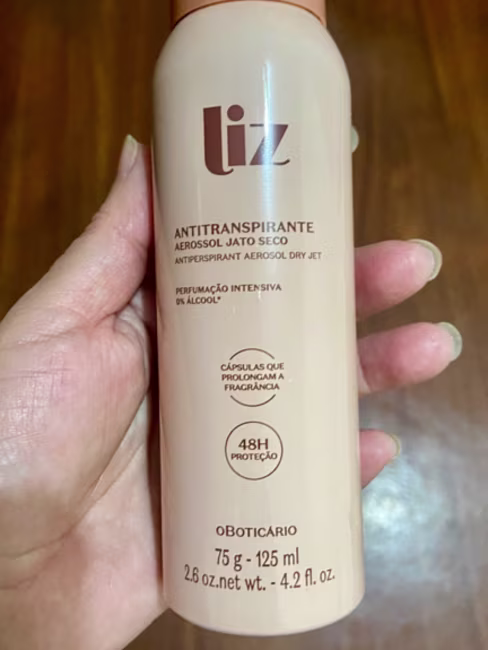 liz
ANTITRANSPIRANTE
AEROSSOL JATO SECO
ANTIPERSPIRANT AEROSOL DRY JET
PERFUMAÇÃO INTENSIVA
0% ÁLCOOL*
CÁPSULAS QUE
PROLONGAM A
FRAGRÂNCIA
48H
PROTEÇÃO
oBOTICÁRIO
75 g - 125 ml
2.6 oz.net wt. - 4.2 fl. oz.